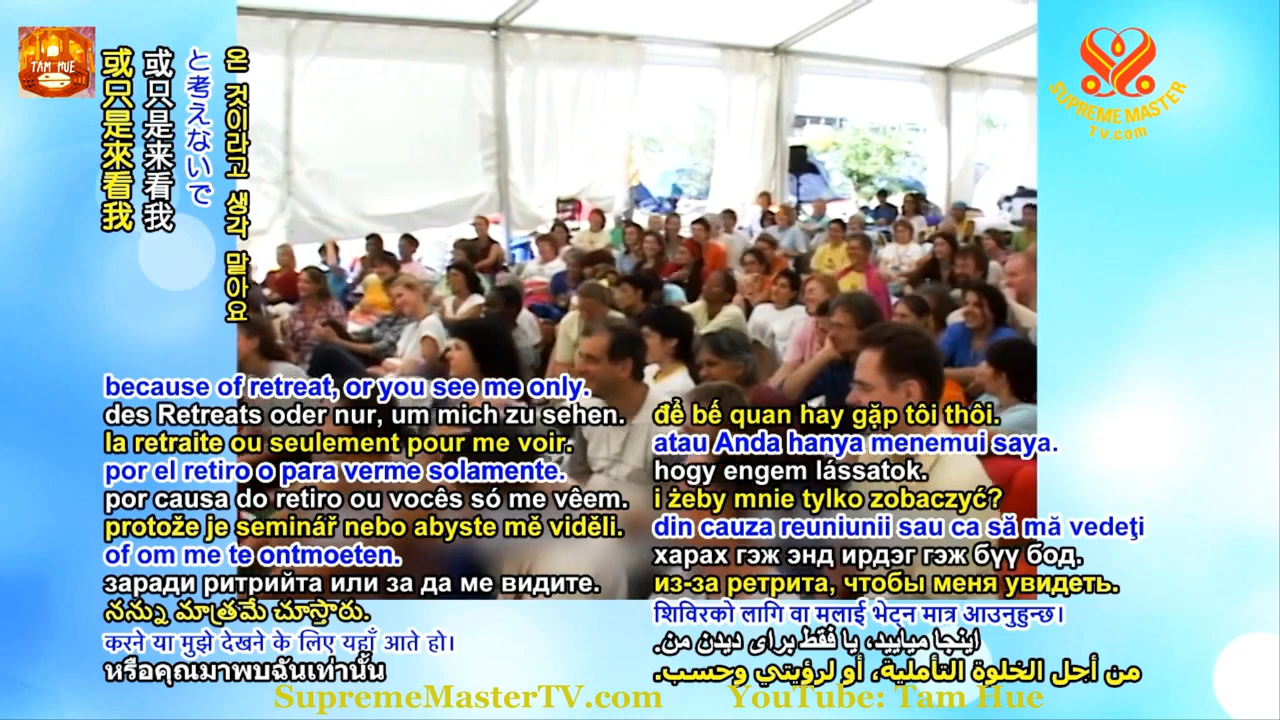 TAM HUE
SUPREME MASTER
TV.com
或只是來看我
或只是来看我
と考えないで
온 것이라고 생각 말아요
because of retreat, or you see me only.
des Retreats oder nur, um mich zu sehen.
la retraite ou seulement pour me voir.
por el retiro o para verme solamente.
por causa do retiro ou vocês só me vêem.
protože je seminář nebo abyste mě viděli.
of om me te ontmoeten.
заради ритрийта или за да ме видите.
నన్ను మాత్రమే చూస్తారు.
करने या मुझे देखने के लिए यहाँ आते हो।
หรือคุณมาพบฉันเท่านั้น
để bế quan hay gặp tôi thôi.
atau Anda hanya menemui saya.
hogy engem lássatok.
i żeby mnie tylko zobaczyć?
din cauza reuniunii sau ca să mă vedeţi
харах гэж энд ирдэг гэж бүү бод.
из-за ретрита, чтобы меня увидеть.
शिविरको लागि वा मलाई भेट्न मात्र आउनुहुन्छ।
اینجا میایید، یا فقط برای دیدن من.
من أجل الخلوة التأملية، أو لرؤيتي وحسب.
SupremeMasterTV.com YouTube: Tam Hue